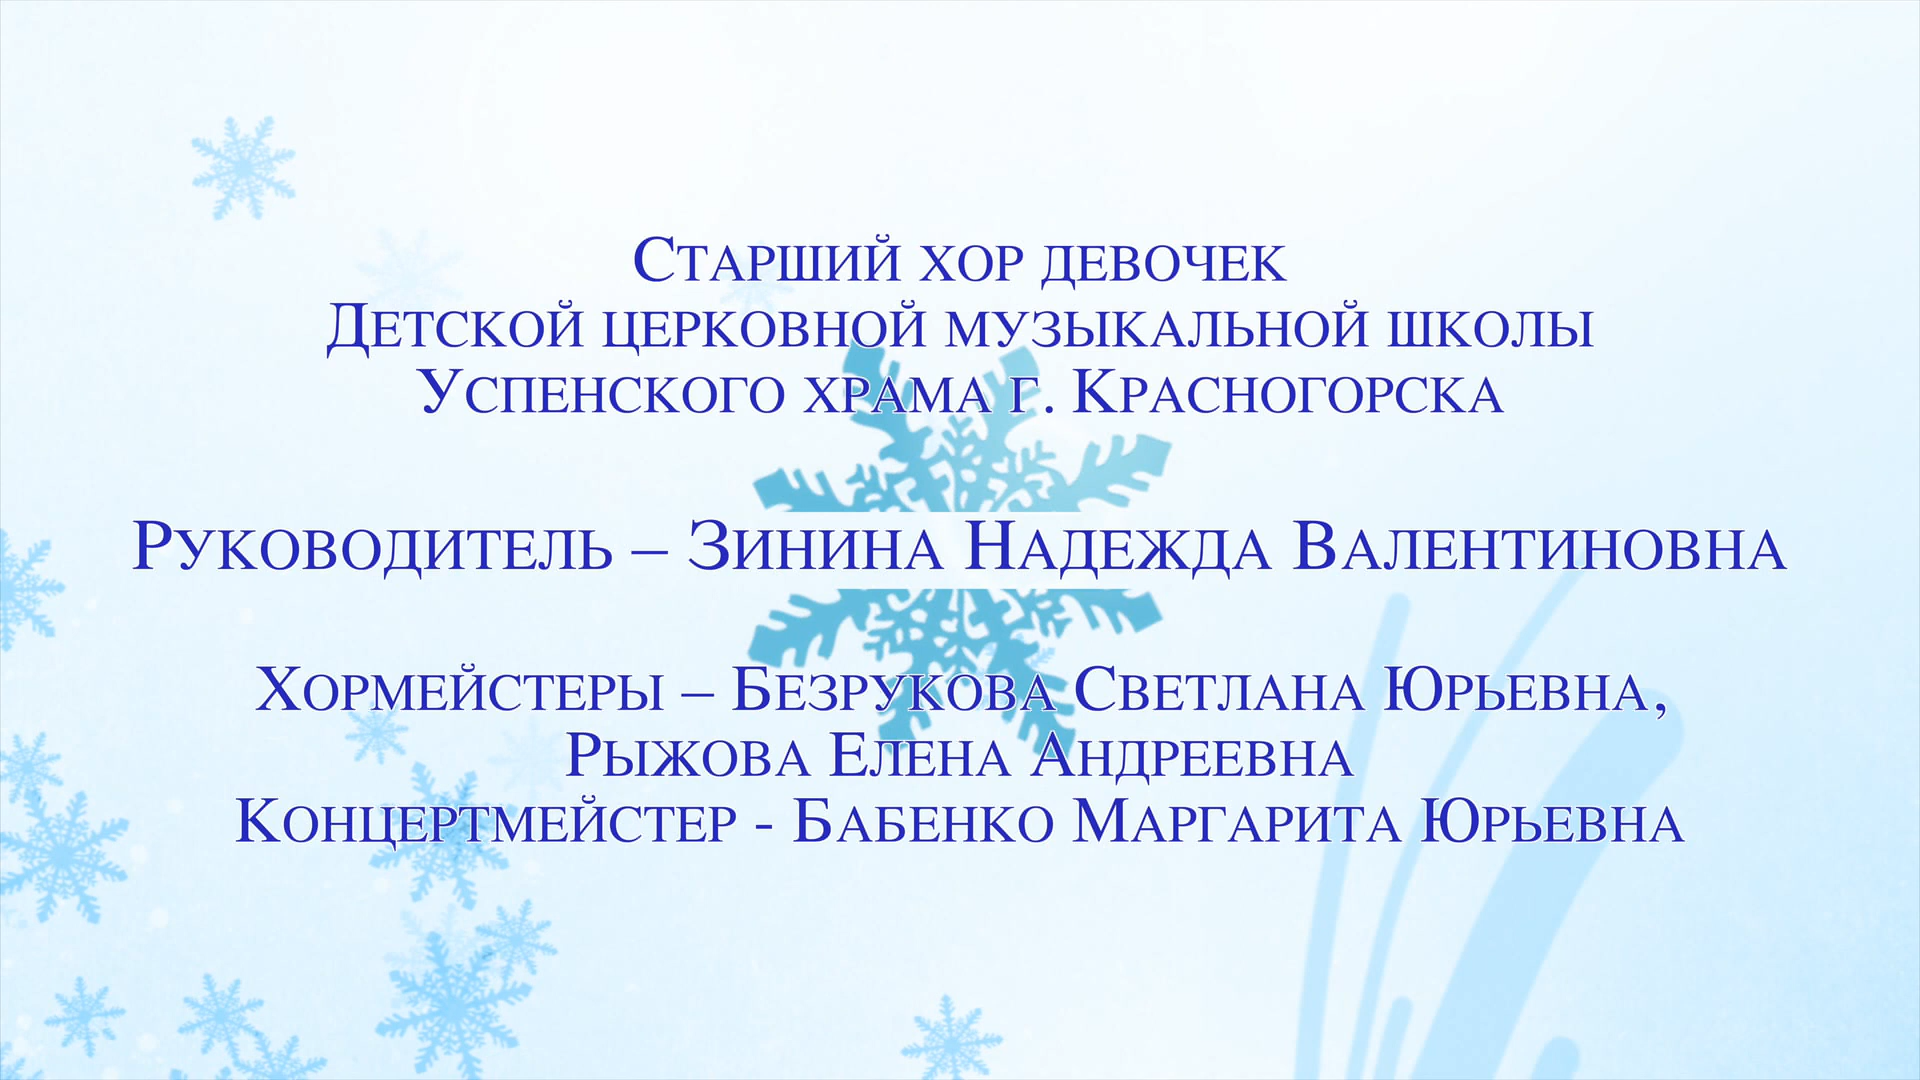 Старший хор девочек
Детской церковной музыкальной школы
Успенского храма г. Красногорска
Руководитель – Зинина Надежда Валентиновна
Хормейстеры – Безрукова Светлана Юрьевна,
Рыжова Елена Андреевна
Концертмейстер - Бабенко Маргарита Юрьевна